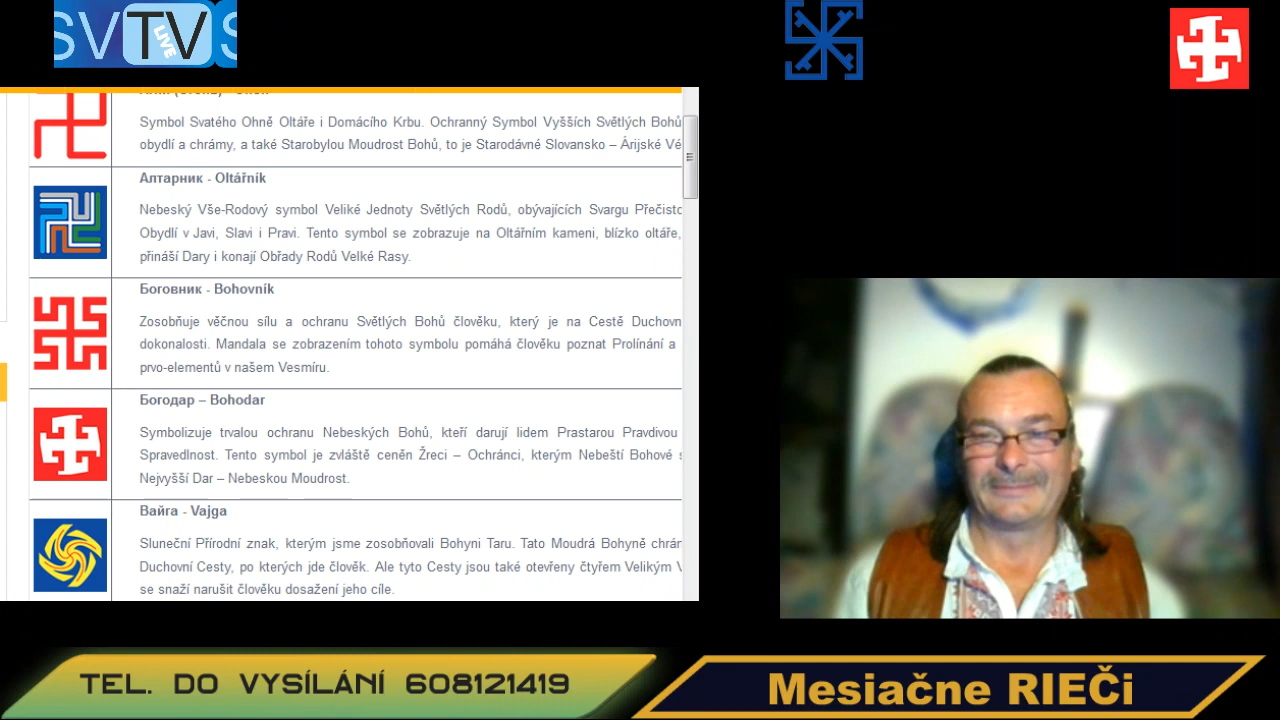 SVTVS
LIVE
Symbol Svatého Ohně Oltáře i Domácího Krbu. Ochranný Symbol Vyšších Světlých Bohů
obydlí a chrámy, a také Starobylou Moudrost Bohů, to je Starodávné Slovansko – Árijské Vé
Алтарник - Oltářník
Nebeský Vše-Rodový symbol Veliké Jednoty Světlých Rodů, obývajících Svargu Přečisto
Obydlí v Javi, Slavi i Pravi. Tento symbol se zobrazuje na Oltářním kameni, blízko oltáře,
přináší Dary i konají Obřady Rodů Velké Rasy.
Боговник - Bohovník
Zosobňuje věčnou sílu a ochranu Světlých Bohů člověku, který je na Cestě Duchovn
dokonalosti. Mandala se zobrazením tohoto symbolu pomáhá člověku poznat Prolínání a
prvo-elementů v našem Vesmíru.
Богодар – Bohodar
Symbolizuje trvalou ochranu Nebeských Bohů, kteří darují lidem Prastarou Pravdivou
Spravedlnost. Tento symbol je zvláště ceněn Žreci – Ochránci, kterým Nebeští Bohové s
Nejvyšší Dar – Nebeskou Moudrost.
Вайга - Vajga
Sluneční Přírodní znak, kterým jsme zosobňovali Bohyni Taru. Tato Moudrá Bohyně chrán
Duchovní Cesty, po kterých jde člověk. Ale tyto Cesty jsou také otevřeny čtyřem Velikým V
se snaží narušit člověku dosažení jeho cíle.
TEL. DO VYSÍLÁNÍ 608121419
Mesiačne RIEČi